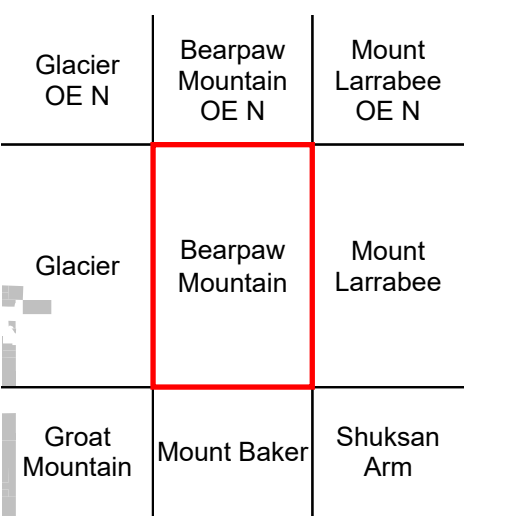 Glacier
OE N
Bearpaw
Mountain
OE N
Mount
Larrabee
OE N
Glacier
Bearpaw
Mountain
Mount
Larrabee
Groat
Mountain
Mount Baker
Shuksan
Arm